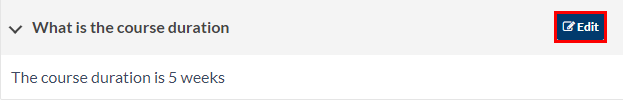 What is the course duration Edit
The course duration is 5 weeks